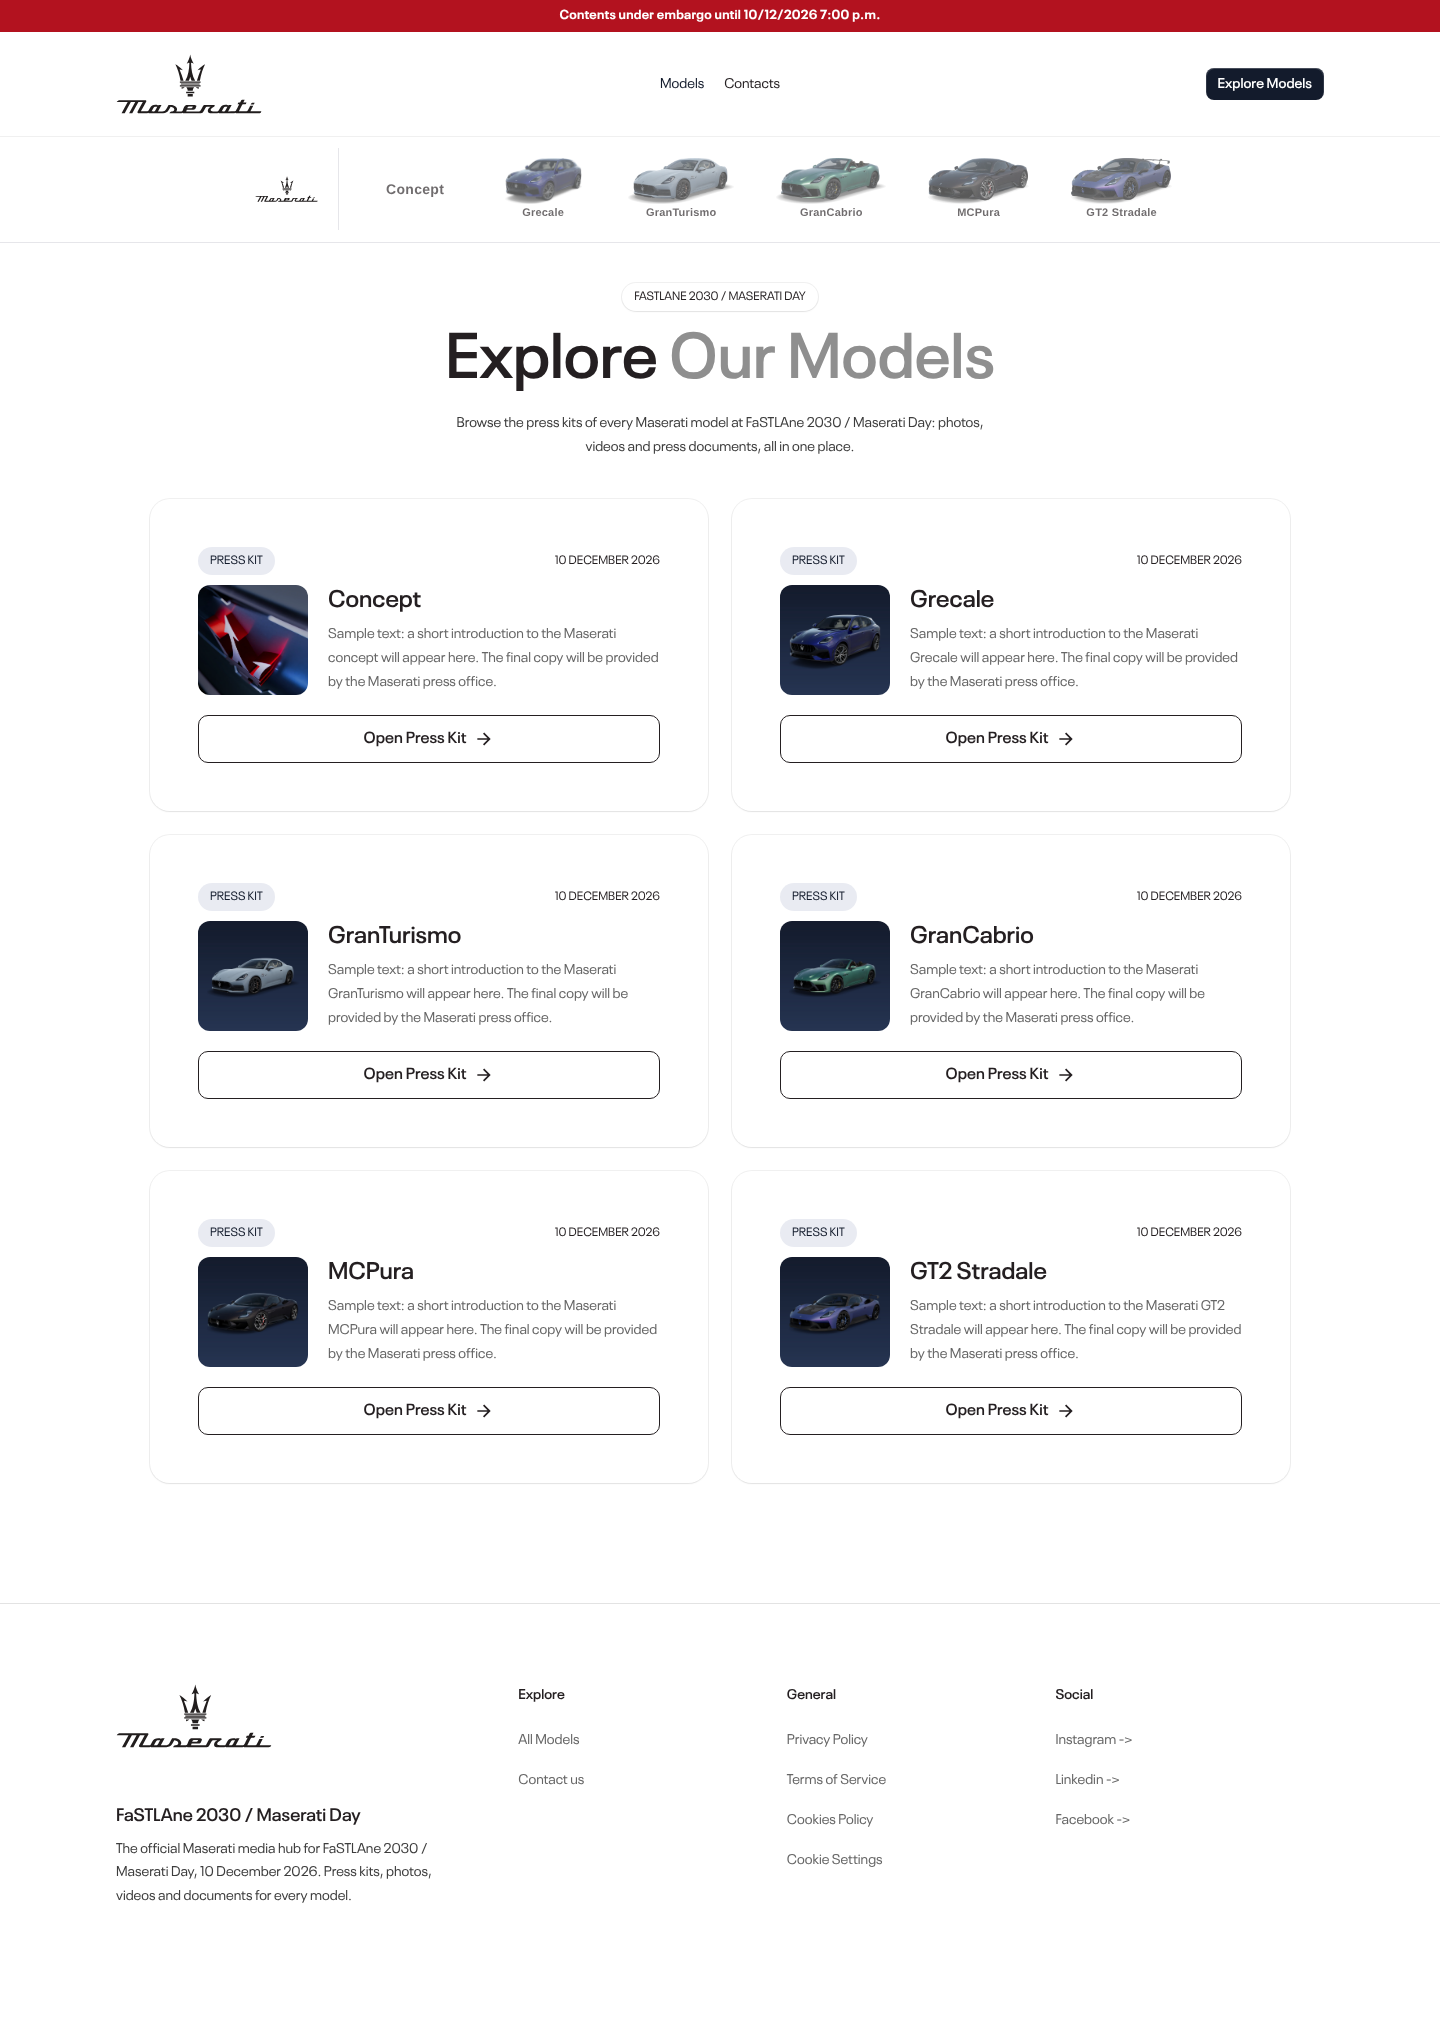 Contents under embargo until 10/12/2026 7:00 p.m.
Maserati
Models
Contacts
Explore Models
Maserati
Concept
Grecale
GranTurismo
GranCabrio
MCPura
GT2 Stradale
FASTLANE 2030 / MASERATI DAY
Explore Our Models
Browse the press kits of every Maserati model at FaSTLAne 2030 / Maserati Day: photos,
videos and press documents, all in one place.
PRESS KIT
10 DECEMBER 2026
Concept
Sample text: a short introduction to the Maserati
concept will appear here. The final copy will be provided
by the Maserati press office.
Open Press Kit
PRESS KIT
10 DECEMBER 2026
Grecale
Sample text: a short introduction to the Maserati
Grecale will appear here. The final copy will be provided
by the Maserati press office.
Open Press Kit
PRESS KIT
10 DECEMBER 2026
GranTurismo
Sample text: a short introduction to the Maserati
GranTurismo will appear here. The final copy will be
provided by the Maserati press office.
Open Press Kit
PRESS KIT
10 DECEMBER 2026
GranCabrio
Sample text: a short introduction to the Maserati
GranCabrio will appear here. The final copy will be
provided by the Maserati press office.
Open Press Kit
PRESS KIT
10 DECEMBER 2026
MCPura
Sample text: a short introduction to the Maserati
MCPura will appear here. The final copy will be provided
by the Maserati press office.
Open Press Kit
PRESS KIT
10 DECEMBER 2026
GT2 Stradale
Sample text: a short introduction to the Maserati GT2
Stradale will appear here. The final copy will be provided
by the Maserati press office.
Open Press Kit
Maserati
FaSTLAne 2030 / Maserati Day
The official Maserati media hub for FaSTLAne 2030 /
Maserati Day, 10 December 2026. Press kits, photos,
videos and documents for every model.
Explore
All Models
Contact us
General
Privacy Policy
Terms of Service
Cookies Policy
Cookie Settings
Social
Instagram ->
Linkedin ->
Facebook ->